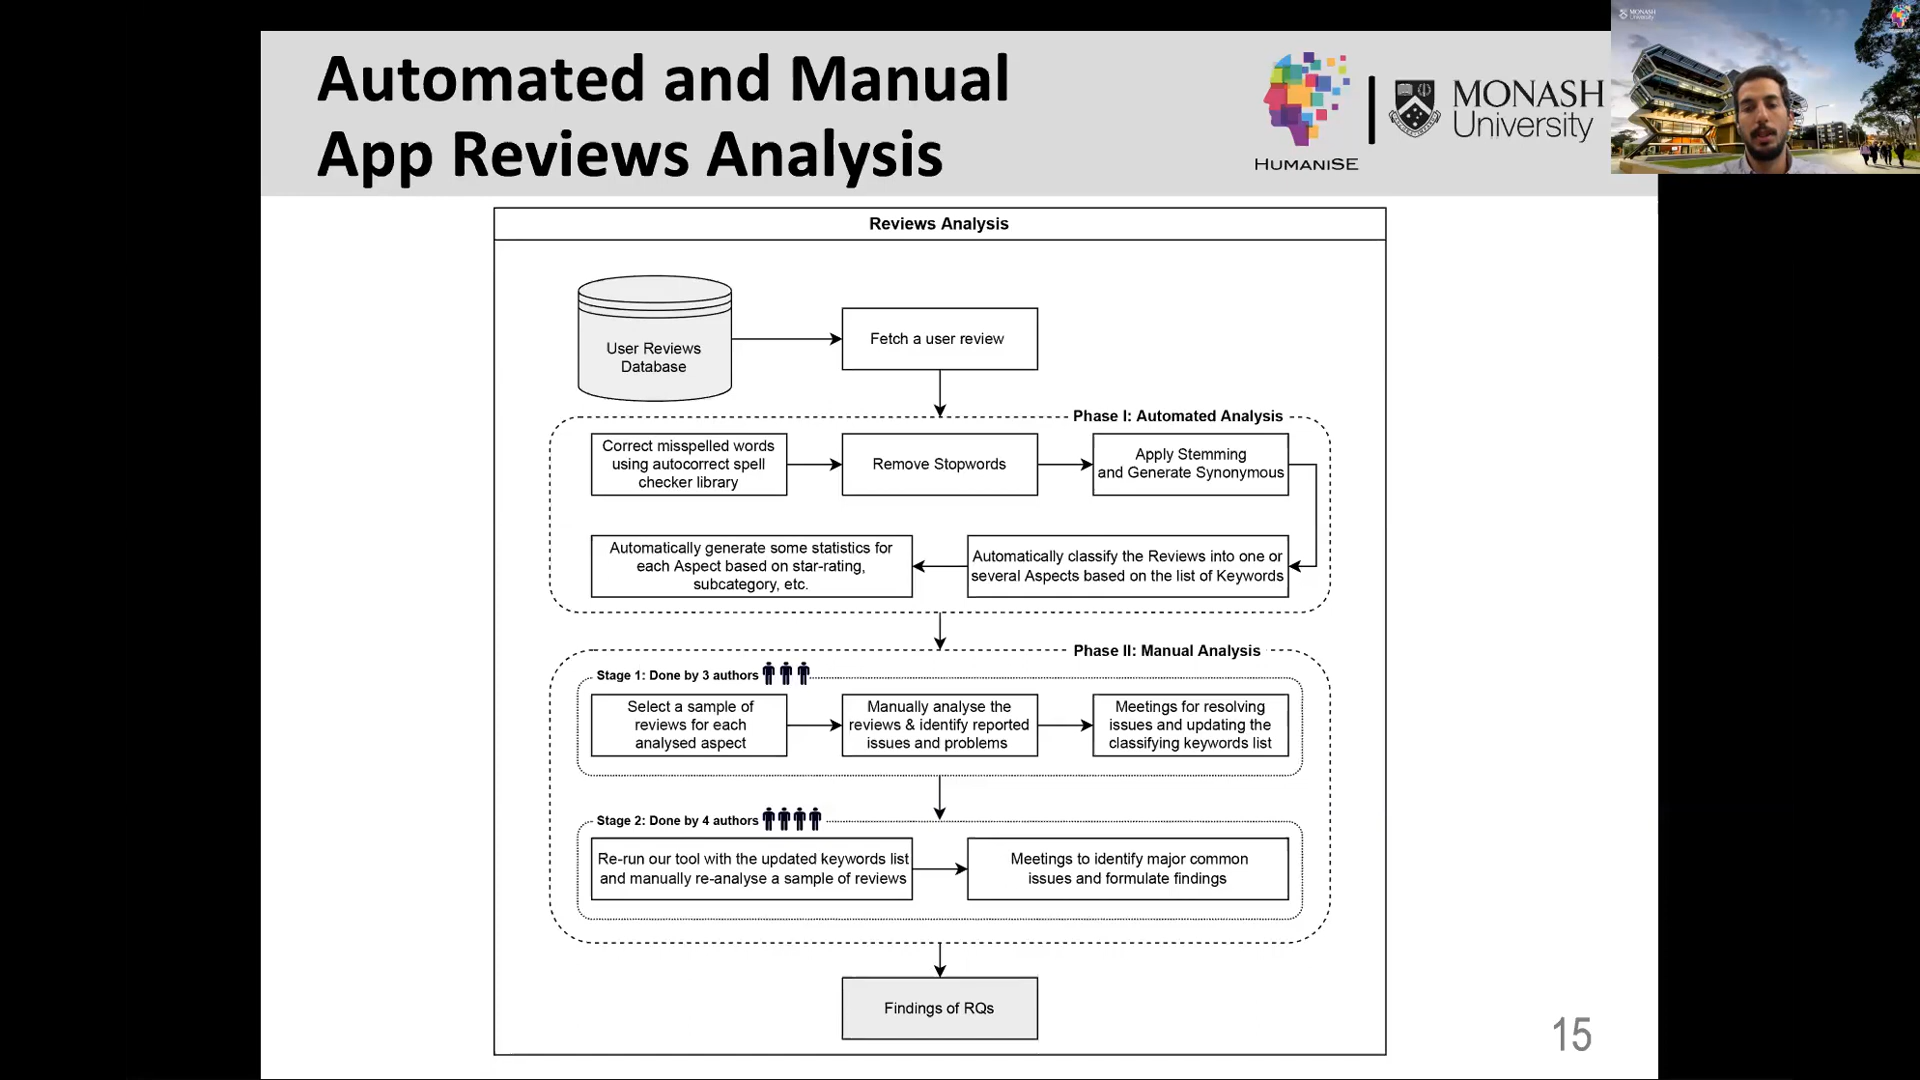 Automated and Manual
App Reviews Analysis
HUMANISE
MONASH
University
MONASH
University
Reviews Analysis
User Reviews
Database
Fetch a user review
Phase I: Automated Analysis
Correct misspelled words
using autocorrect spell
checker library
Remove Stopwords
Apply Stemming
and Generate Synonymous
Automatically generate some statistics for
each Aspect based on star-rating,
subcategory, etc.
Automatically classify the Reviews into one or
several Aspects based on the list of Keywords
Phase II: Manual Analysis
Stage 1: Done by 3 authors
Select a sample of
reviews for each
analysed aspect
Manually analyse the
reviews & identify reported
issues and problems
Meetings for resolving
issues and updating the
classifying keywords list
Stage 2: Done by 4 authors
Re-run our tool with the updated keywords list
and manually re-analyse a sample of reviews
Meetings to identify major common
issues and formulate findings
Findings of RQs
15